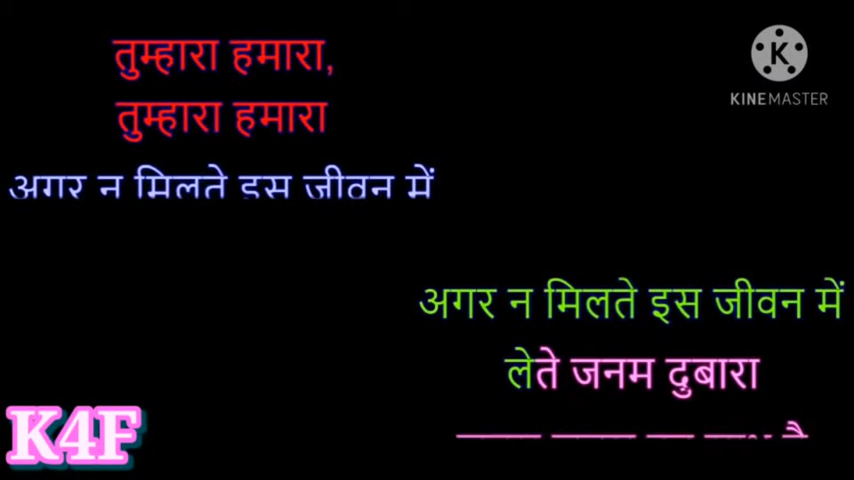 तुम्हारा हमारा,
तुम्हारा हमारा
अगर न मिलते इस जीवन में
अगर न मिलते इस जीवन में
लेते जनम दुबारा
K
KINEMASTER
K4F